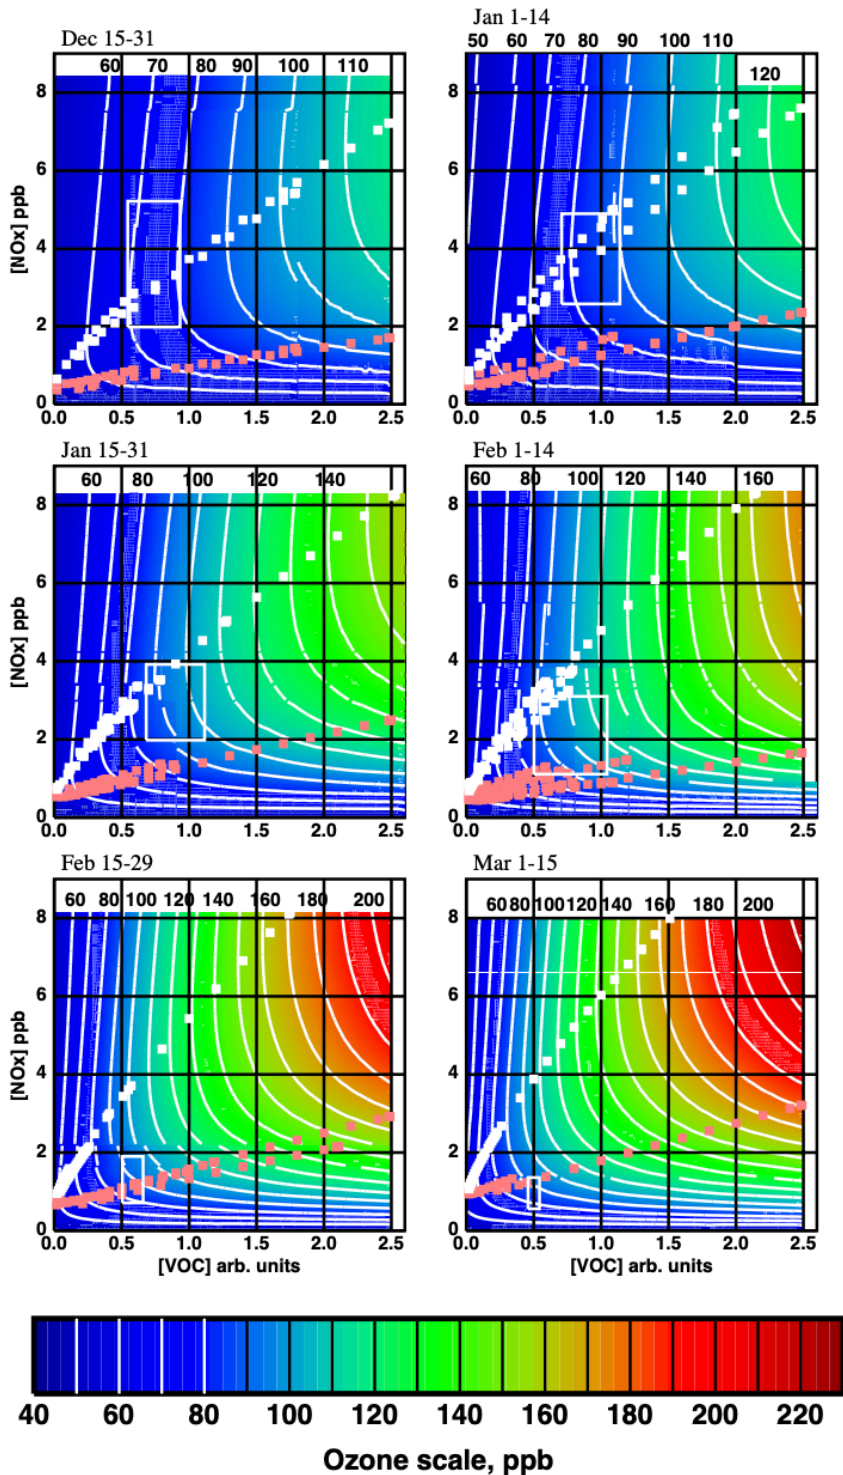 Dec 15-31
60 70 80 90 100 110
[NOx] ppb
8
6
4
2
0
0.0 0.5 1.0 1.5 2.0 2.5
Jan 1-14
50 60 70 80 90 100 110
120
8
6
4
2
0
0.0 0.5 1.0 1.5 2.0 2.5
Jan 15-31
60 80 100 120 140
[NOx] ppb
8
6
4
2
0
0.0 0.5 1.0 1.5 2.0 2.5
Feb 1-14
60 80 100 120 140 160
8
6
4
2
0
0.0 0.5 1.0 1.5 2.0 2.5
Feb 15-29
60 80 100 120 140 160 180 200
[NOx] ppb
8
6
4
2
0
0.0 0.5 1.0 1.5 2.0 2.5
[VOC] arb. units
Mar 1-15
60 80 100 120 140 160 180 200
8
6
4
2
0
0.0 0.5 1.0 1.5 2.0 2.5
[VOC] arb. units
40 60 80 100 120 140 160 180 200 220
Ozone scale, ppb